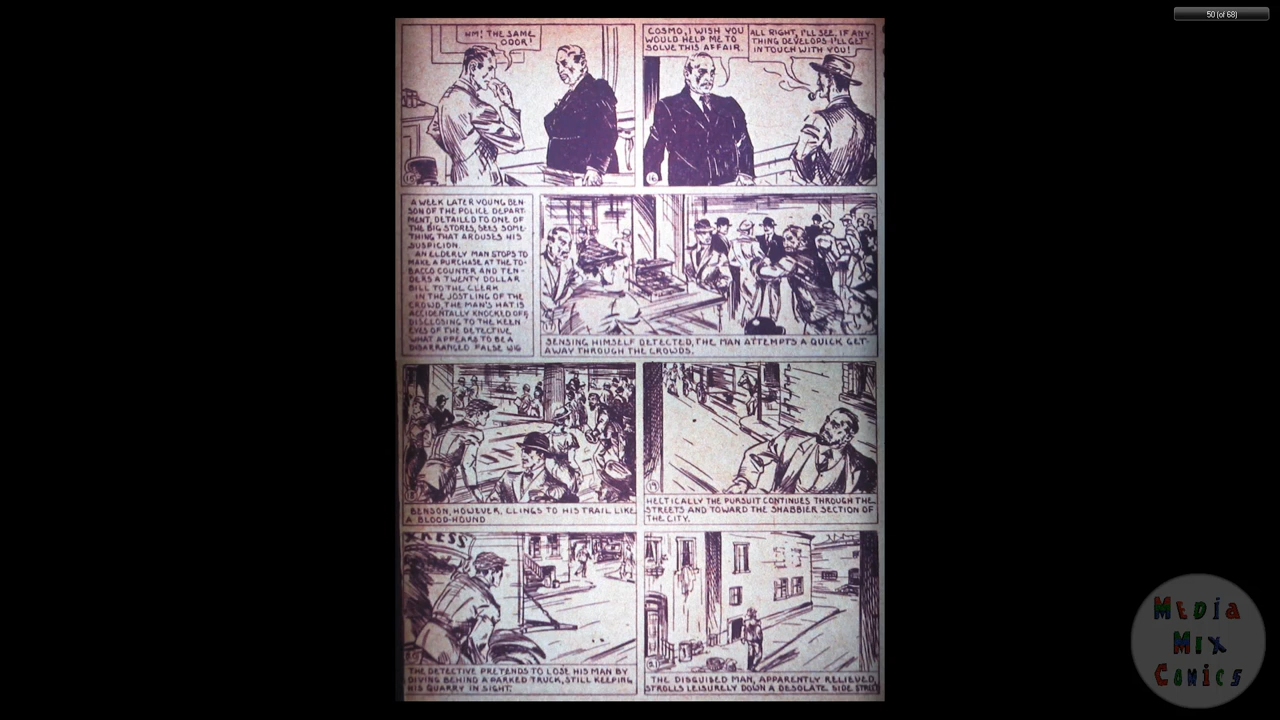 50 (of 68)
HM! THE SAME
ODOR!
15
COSMO, I WISH YOU
WOULD HELP ME TO
SOLVE THIS AFFAIR.
ALL RIGHT, I'LL SEE. IF ANY-
THING DEVELOPS I'LL GET
IN TOUCH WITH YOU!
16
A WEEK LATER YOUNG BEN-
SON OF THE POLICE DEPART-
MENT, DETAILED TO ONE OF
THE BIG STORES, SEES SOME-
THING THAT AROUSES HIS
SUSPICION.
AN ELDERLY MAN STOPS TO
MAKE A PURCHASE AT THE TO-
BACCO COUNTER AND TEN-
DERS A TWENTY DOLLAR
BILL TO THE CLERK
IN THE JOSTLING OF THE
CROWD, THE MAN'S HAT IS
ACCIDENTALLY KNOCKED OFF,
DISCLOSING TO THE KEEN
EYES OF THE DETECTIVE
WHAT APPEARS TO BE A
DISARRANGED FALSE WIG
SENSING HIMSELF DETECTED, THE MAN ATTEMPTS A QUICK GET-
AWAY THROUGH THE CROWDS.
BENSON, HOWEVER, CLINGS TO HIS TRAIL LIKE
A BLOOD-HOUND
19
HECTICALLY THE PURSUIT CONTINUES THROUGH THE
STREETS AND TOWARD THE SHABBIER SECTION OF
THE CITY.
XPRESS
20
THE DETECTIVE PRETENDS TO LOSE HIS MAN BY
DIVING BEHIND A PARKED TRUCK, STILL KEEPING
HIS QUARRY IN SIGHT.
21
THE DISGUISED MAN, APPARENTLY RELIEVED,
STROLLS LEISURELY DOWN A DESOLATE SIDE STREET
MEDIA
MIX
COMICS